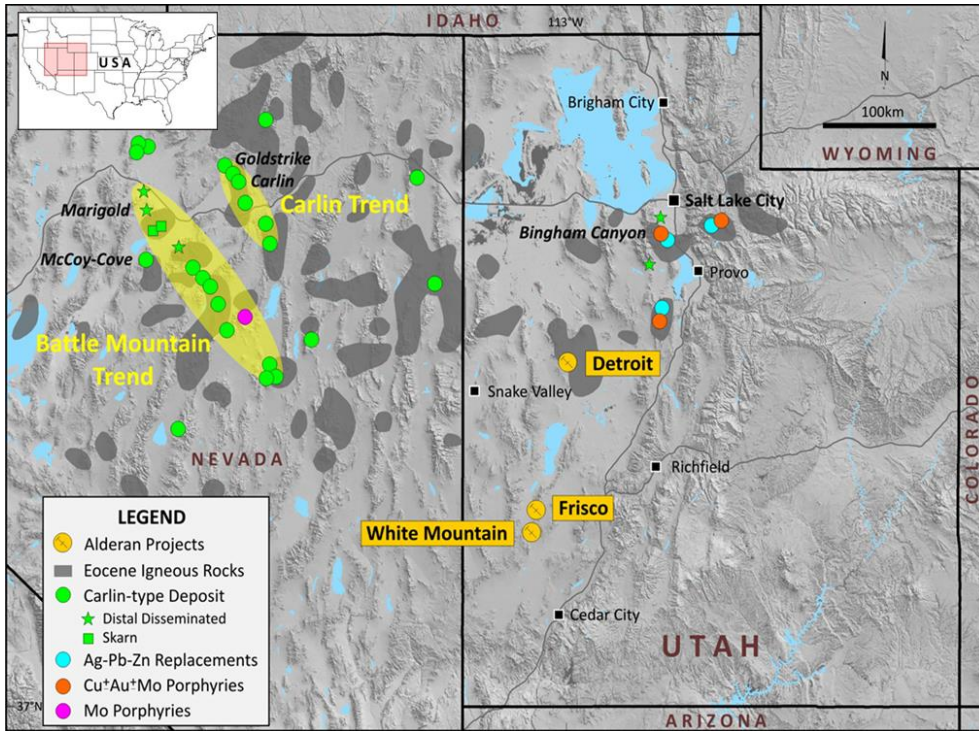 IDAHO
113°W
USA
N
100km
WYOMING
Brigham City
Goldstrike
Carlin
Carlin Trend
Marigold
Salt Lake City
Bingham Canyon
McCoy-Cove
Provo
Battle Mountain
Trend
Detroit
Snake Valley
COLORADO
NEVADA
Richfield
Frisco
White Mountain
Cedar City
UTAH
37°N
ARIZONA
LEGEND
Alderan Projects
Eocene Igneous Rocks
Carlin-type Deposit
Distal Disseminated
Skarn
Ag-Pb-Zn Replacements
Cu±Au±Mo Porphyries
Mo Porphyries